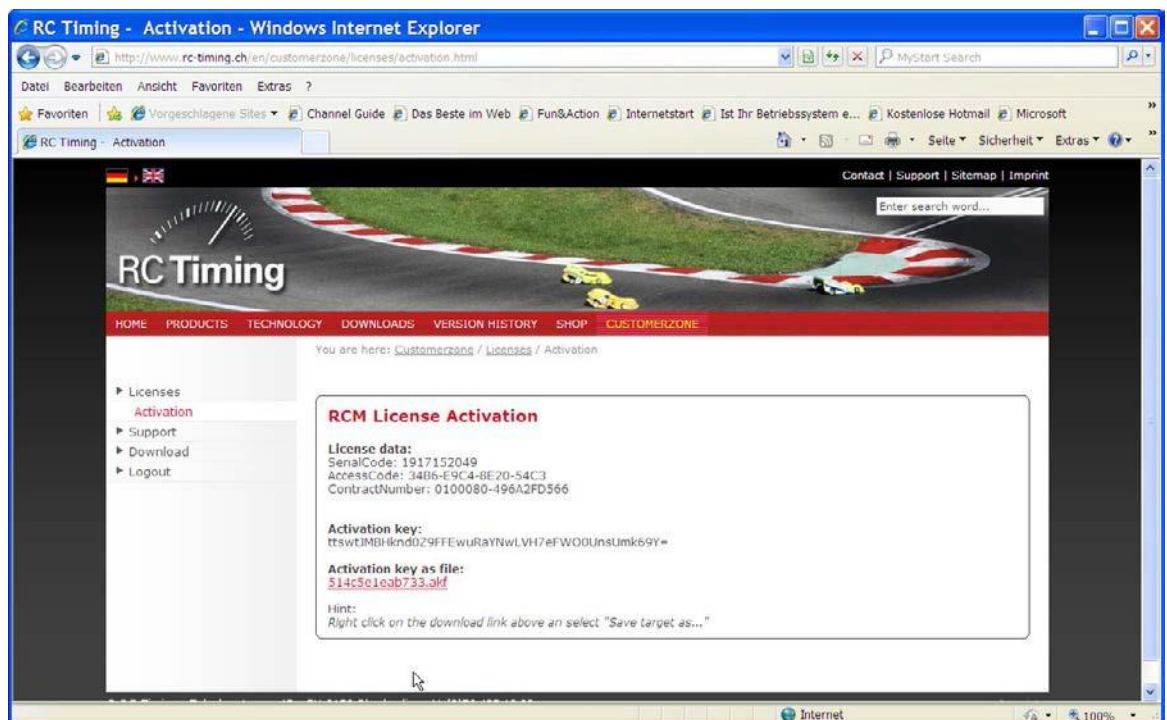 RC Timing - Activation - Windows Internet Explorer
http://www.rc-timing.ch/en/customerzone/licenses/activation.html
MyStart Search
Datei Bearbeiten Ansicht Favoriten Extras ?
Favoriten Vorgeschlagene Sites Channel Guide Das Beste im Web Fun&Action Internetstart Ist Ihr Betriebssystem e... Kostenlose Hotmail Microsoft
RC Timing - Activation
Seite Sicherheit Extras
Contact | Support | Sitemap | Imprint
Enter search word...
RC Timing
HOME PRODUCTS TECHNOLOGY DOWNLOADS VERSION HISTORY SHOP CUSTOMERZONE
You are here: Customerzone / Licenses / Activation
Licenses
Activation
Support
Download
Logout
RCM License Activation
License data:
SerialCode: 1917152049
AccessCode: 34B6-E9C4-8E20-54C3
ContractNumber: 0100080-496A2FD566
Activation key:
ttswtJMBHknd0Z9FFEwuRaYNwLVH7eFWO0UnsUmk69Y=
Activation key as file:
514c5e1eab733.akf
Hint:
Right click on the download link above an select "Save target as..."
Internet
100%